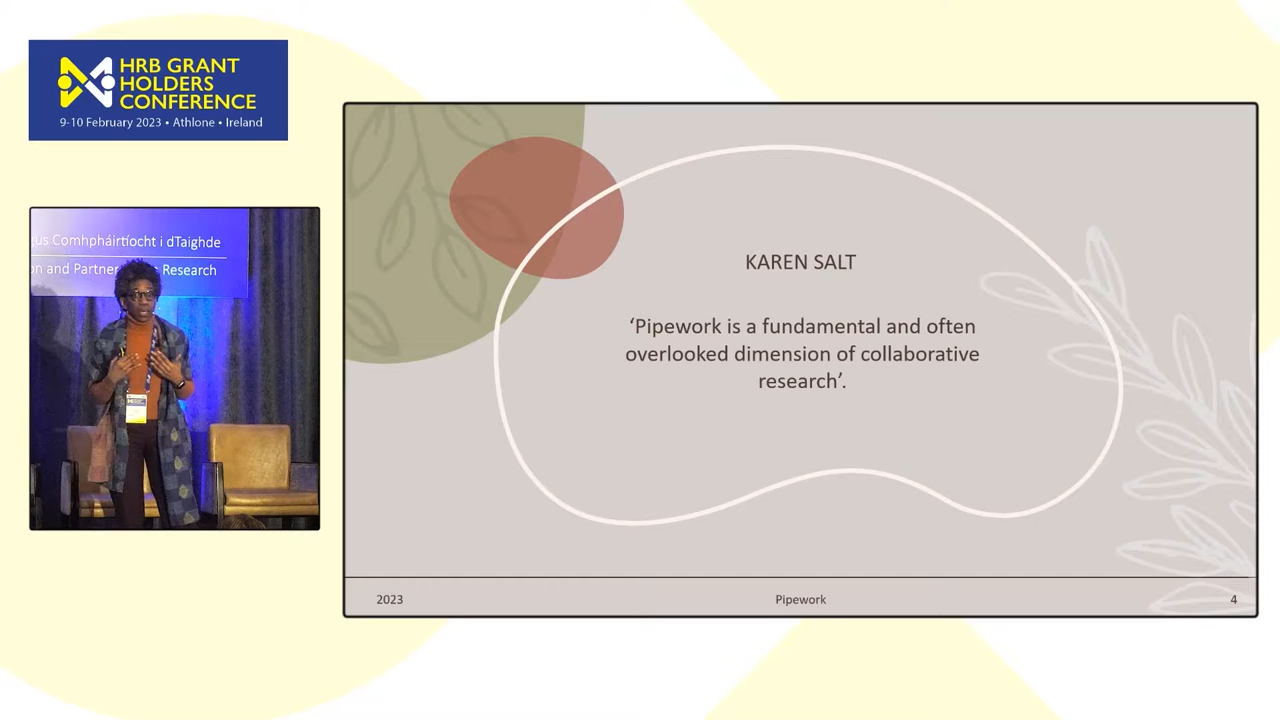 HRB GRANT
HOLDERS
CONFERENCE
9-10 February 2023 • Athlone • Ireland
Comhpháirtíocht i dTaighde
and Research
KAREN SALT
‘Pipework is a fundamental and often
overlooked dimension of collaborative
research’.
2023
Pipework
4